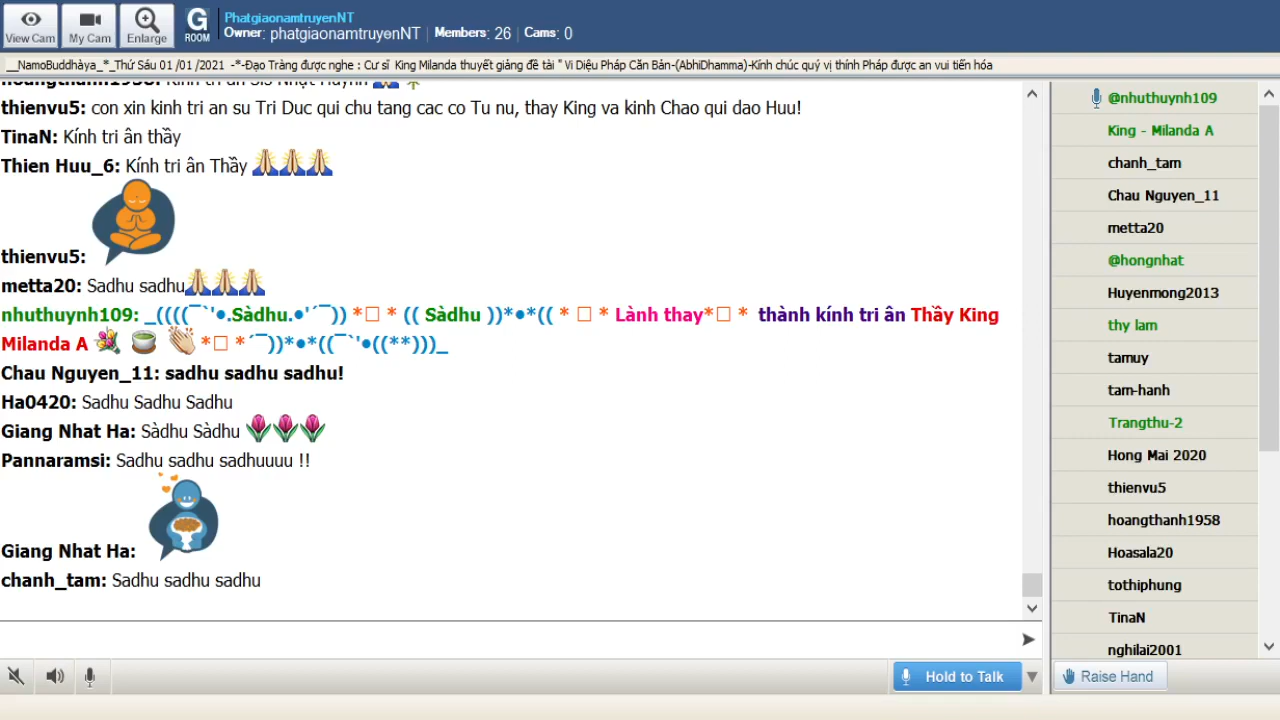 View Cam
My Cam
Enlarge
G
ROOM
PhatgiaonamtruyenNT
Owner: phatgiaonamtruyenNT | Members: 26 | Cams: 0
__NamoBuddhàya_*_Thứ Sáu 01 /01 /2021 -*-Đạo Tràng được nghe : Cư sĩ King Milanda thuyết giảng đề tài " Vi Diệu Pháp Căn Bản-(AbhiDhamma)-Kính chúc quý vị thính Pháp được an vui tiến hóa
thienvu5: con xin kinh tri an su Tri Duc qui chu tang cac co Tu nu, thay King va kinh Chao qui dao Huu!
TinaN: Kính tri ân thầy
Thien Huu_6: Kính tri ân Thầy 🙏🙏🙏
thienvu5:
metta20: Sadhu sadhu🙏🙏🙏
nhuthuynh109: _((((¯`'●.Sàdhu.●'´¯)) *□ * (( Sàdhu ))*●*(( * □ * Lành thay*□ * thành kính tri ân Thầy King
Milanda A 💐 🍵 👏 *□ *´¯))*●*((¯`'●((**)))_
Chau Nguyen_11: sadhu sadhu sadhu!
Ha0420: Sadhu Sadhu Sadhu
Giang Nhat Ha: Sàdhu Sàdhu 🌷🌷🌷
Pannaramsi: Sadhu sadhu sadhuuuu !!
Giang Nhat Ha:
chanh_tam: Sadhu sadhu sadhu
@nhuthuynh109
King - Milanda A
chanh_tam
Chau Nguyen_11
metta20
@hongnhat
Huyenmong2013
thy lam
tamuy
tam-hanh
Trangthu-2
Hong Mai 2020
thienvu5
hoangthanh1958
Hoasala20
tothiphung
TinaN
nghilai2001
Hold to Talk
Raise Hand